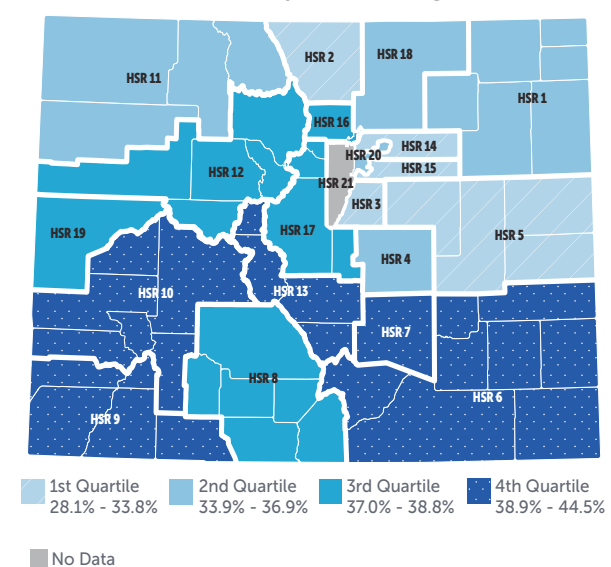 HSR 2
HSR 18
HSR 11
HSR 1
HSR 16
HSR 14
HSR 20
HSR 15
HSR 12
HSR 21
HSR 3
HSR 19
HSR 17
HSR 5
HSR 4
HSR 10
HSR 13
HSR 7
HSR 8
HSR 6
HSR 9
1st Quartile
28.1% - 33.8%
2nd Quartile
33.9% - 36.9%
3rd Quartile
37.0% - 38.8%
4th Quartile
38.9% - 44.5%
No Data